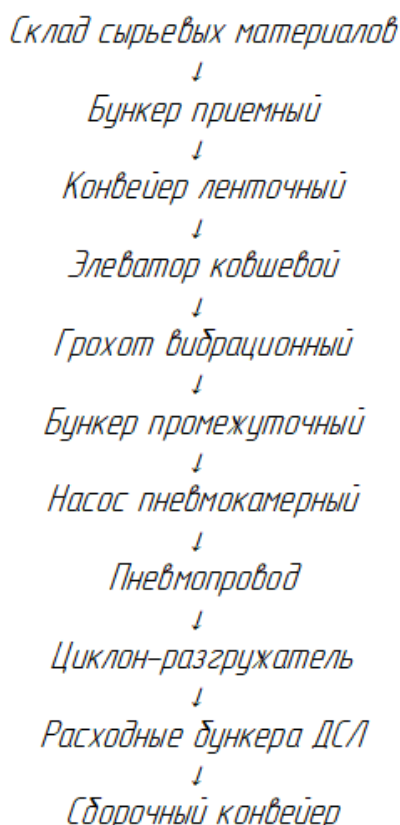 Склад сырьевых материалов
↓
Бункер приемный
↓
Конвейер ленточный
↓
Элеватор ковшевой
↓
Грохот вибрационный
↓
Бункер промежуточный
↓
Насос пневмокамерный
↓
Пневмопровод
↓
Циклон-разгружатель
↓
Расходные бункера ДСЛ
↓
Сборочный конвейер